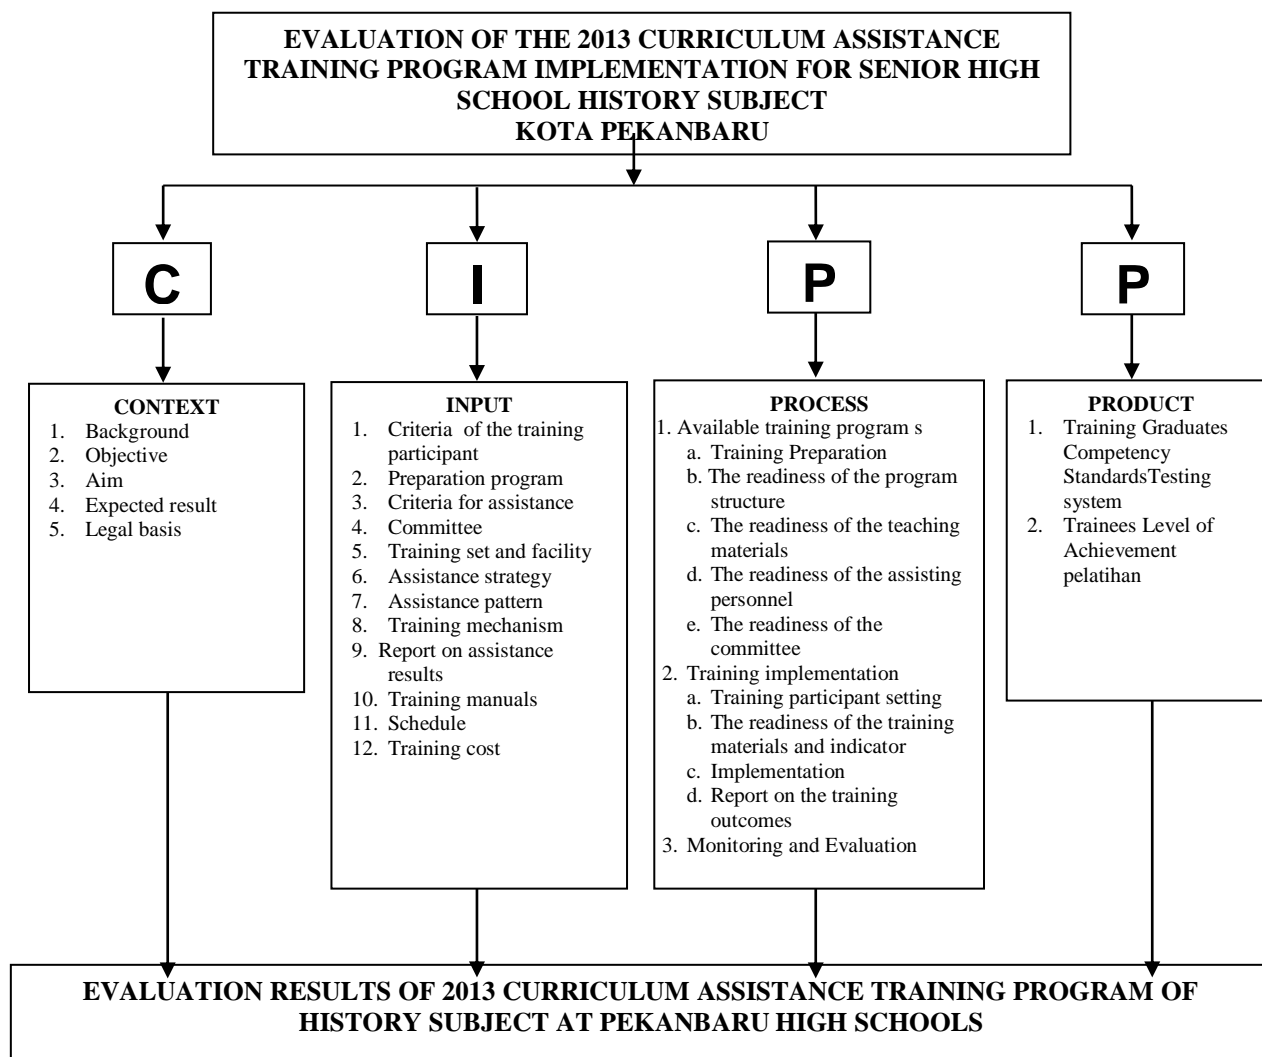 EVALUATION OF THE 2013 CURRICULUM ASSISTANCE
TRAINING PROGRAM IMPLEMENTATION FOR SENIOR HIGH
SCHOOL HISTORY SUBJECT
KOTA PEKANBARU
C
I
P
P
CONTEXT
1. Background
2. Objective
3. Aim
4. Expected result
5. Legal basis
INPUT
1. Criteria of the training
participant
2. Preparation program
3. Criteria for assistance
4. Committee
5. Training set and facility
6. Assistance strategy
7. Assistance pattern
8. Training mechanism
9. Report on assistance
results
10. Training manuals
11. Schedule
12. Training cost
PROCESS
1. Available training program s
a. Training Preparation
b. The readiness of the program
structure
c. The readiness of the teaching
materials
d. The readiness of the assisting
personnel
e. The readiness of the
committee
2. Training implementation
a. Training participant setting
b. The readiness of the training
materials and indicator
c. Implementation
d. Report on the training
outcomes
3. Monitoring and Evaluation
PRODUCT
1. Training Graduates
Competency
StandardsTesting
system
2. Trainees Level of
Achievement
pelatihan
EVALUATION RESULTS OF 2013 CURRICULUM ASSISTANCE TRAINING PROGRAM OF
HISTORY SUBJECT AT PEKANBARU HIGH SCHOOLS